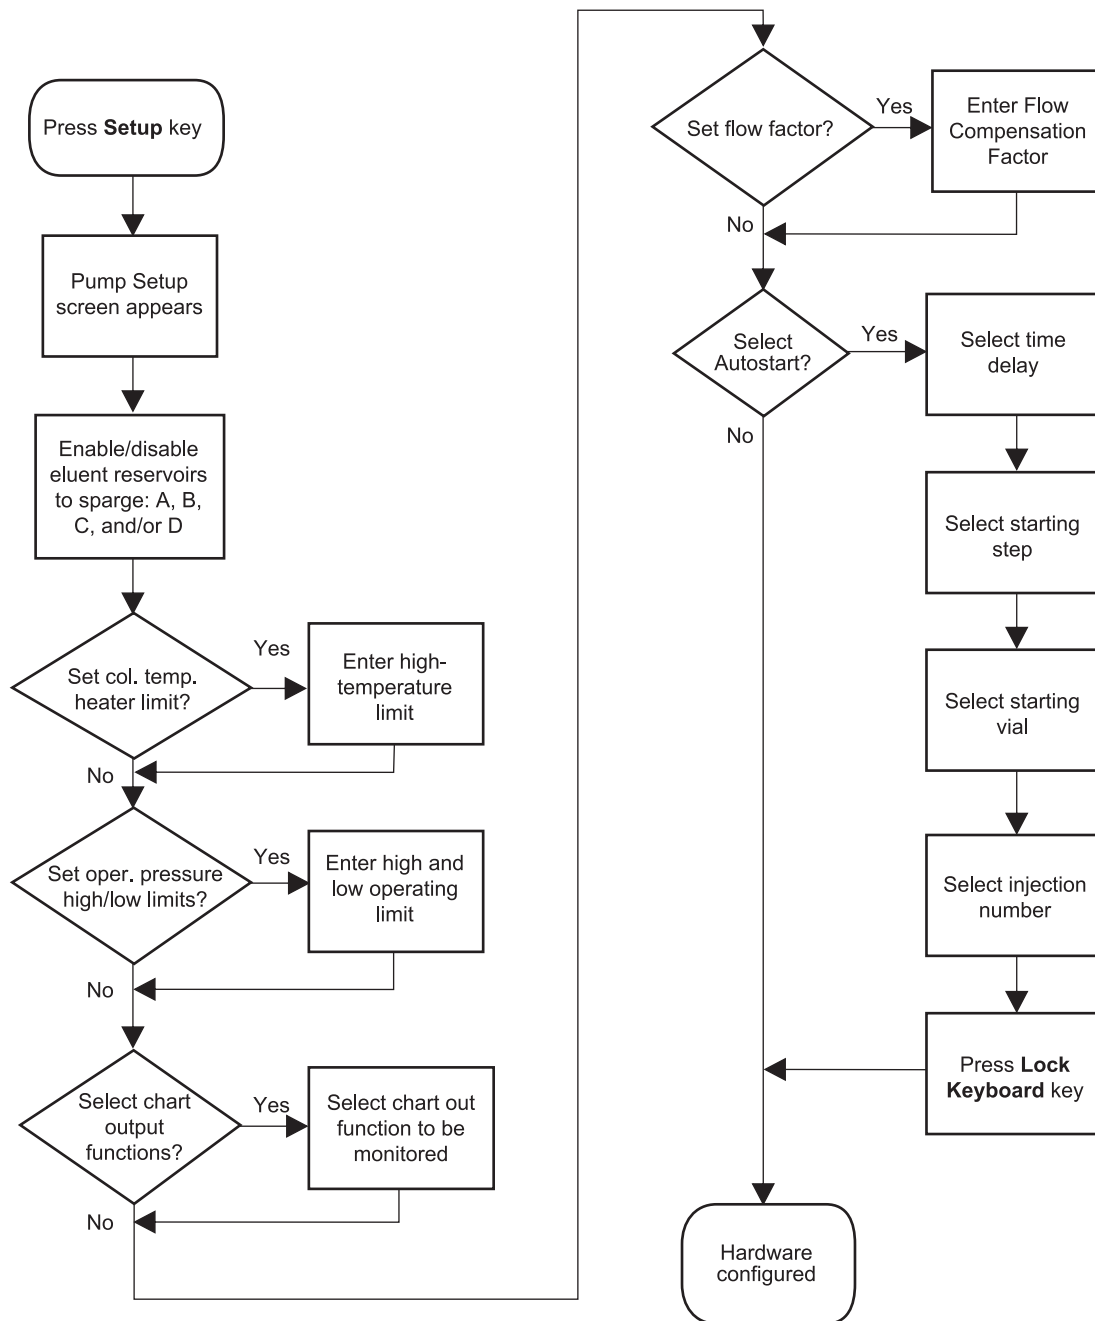 Press Setup key
Pump Setup
screen appears
Enable/disable
eluent reservoirs
to sparge: A, B,
C, and/or D
Set col. temp.
heater limit?
Yes
Enter high-
temperature
limit
No
Set oper. pressure
high/low limits?
Yes
Enter high and
low operating
limit
No
Select chart
output
functions?
Yes
Select chart out
function to be
monitored
No
Set flow factor?
Yes
Enter Flow
Compensation
Factor
No
Select
Autostart?
Yes
Select time
delay
No
Select starting
step
Select starting
vial
Select injection
number
Press Lock
Keyboard key
Hardware
configured